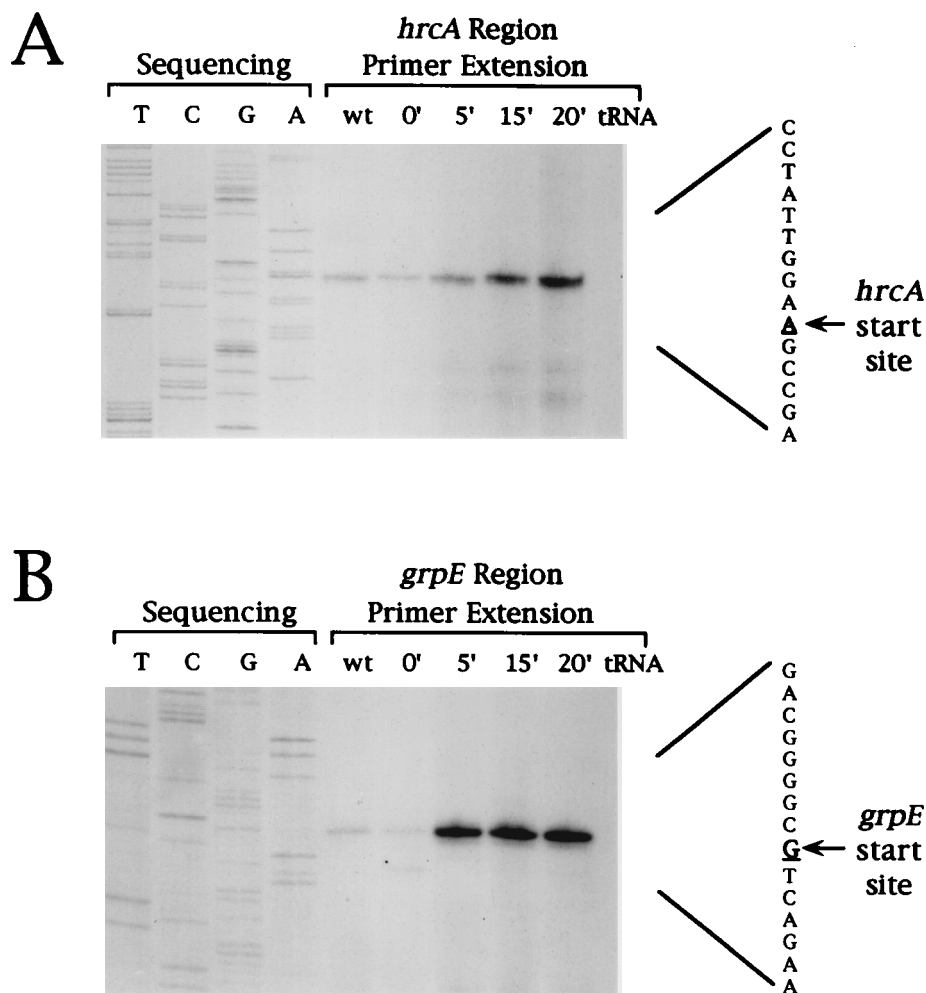 A
hrcA Region
Sequencing Primer Extension
T C G A wt 0' 5' 15' 20' tRNA
C
C
T
A
T
T
G
G
A
A
G
C
C
G
A
hrcA
start
site
B
grpE Region
Sequencing Primer Extension
T C G A wt 0' 5' 15' 20' tRNA
G
A
C
G
G
G
G
C
G
T
C
A
G
A
A
grpE
start
site